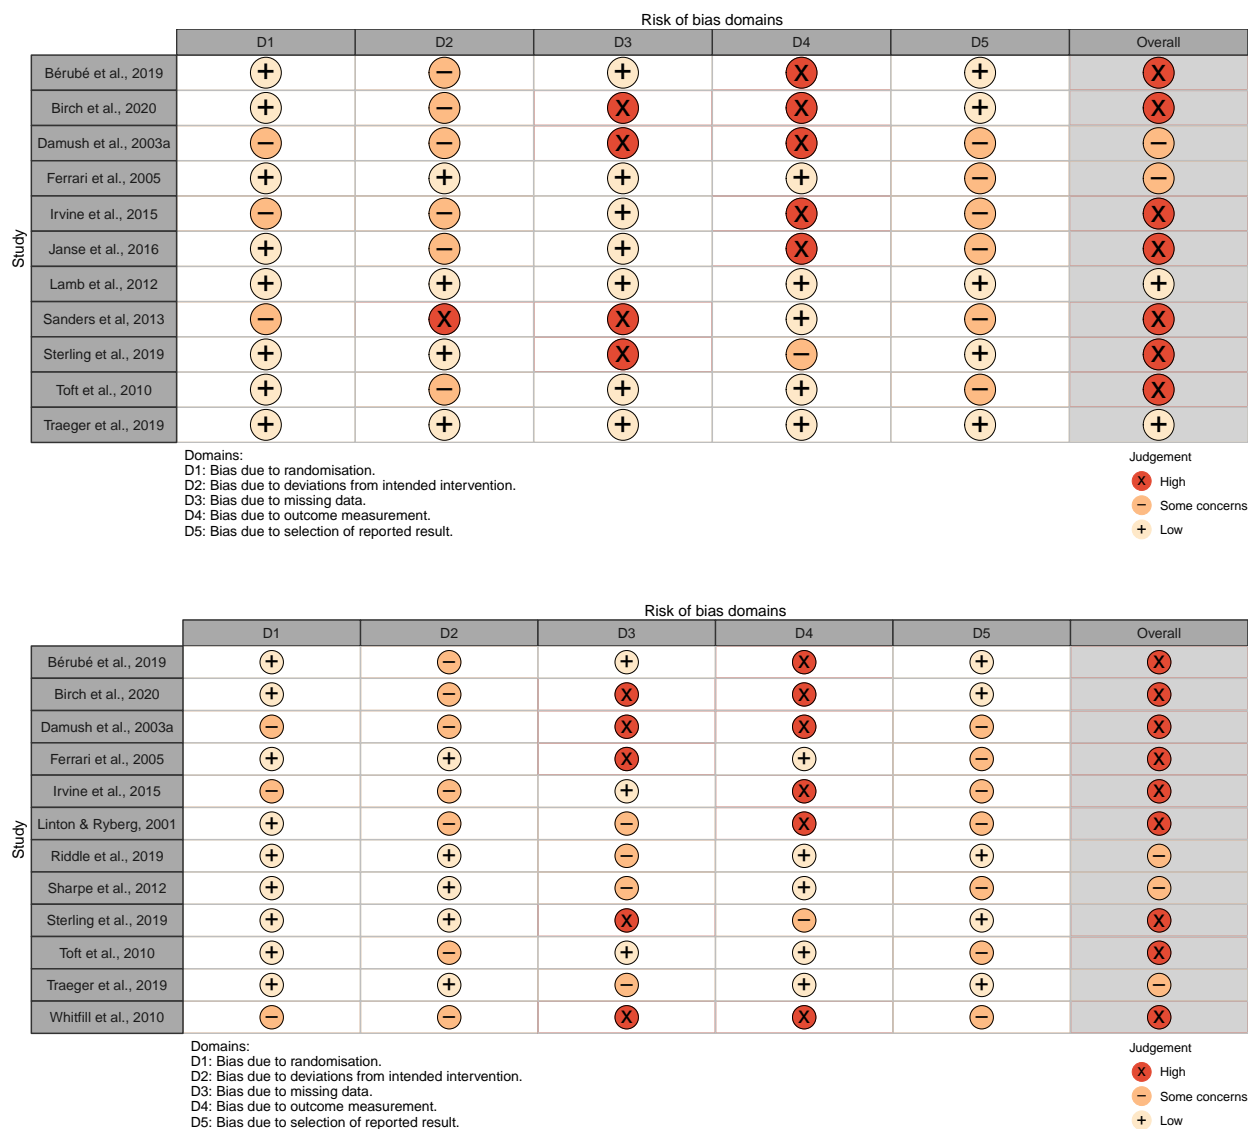 Risk of bias domains
D1 D2 D3 D4 D5 Overall
Study
Bérubé et al., 2019 + − + X + X
Birch et al., 2020 + − X X + X
Damush et al., 2003a − − X X − −
Ferrari et al., 2005 + + + + − −
Irvine et al., 2015 − − + X − X
Janse et al., 2016 + − + X − X
Lamb et al., 2012 + + + + + +
Sanders et al, 2013 − X X + − X
Sterling et al., 2019 + + X − + X
Toft et al., 2010 + − + + − X
Traeger et al., 2019 + + + + + +
Domains:
D1: Bias due to randomisation.
D2: Bias due to deviations from intended intervention.
D3: Bias due to missing data.
D4: Bias due to outcome measurement.
D5: Bias due to selection of reported result.
Judgement
X High
− Some concerns
+ Low
Risk of bias domains
D1 D2 D3 D4 D5 Overall
Study
Bérubé et al., 2019 + − + X + X
Birch et al., 2020 + − X X + X
Damush et al., 2003a − − X X − X
Ferrari et al., 2005 + + X + − X
Irvine et al., 2015 − − + X − X
Linton & Ryberg, 2001 + − − X − X
Riddle et al., 2019 + + − + + −
Sharpe et al., 2012 + + − + − −
Sterling et al., 2019 + + X − + X
Toft et al., 2010 + − + + − X
Traeger et al., 2019 + + − + + −
Whitfill et al., 2010 − − X X − X
Domains:
D1: Bias due to randomisation.
D2: Bias due to deviations from intended intervention.
D3: Bias due to missing data.
D4: Bias due to outcome measurement.
D5: Bias due to selection of reported result.
Judgement
X High
− Some concerns
+ Low